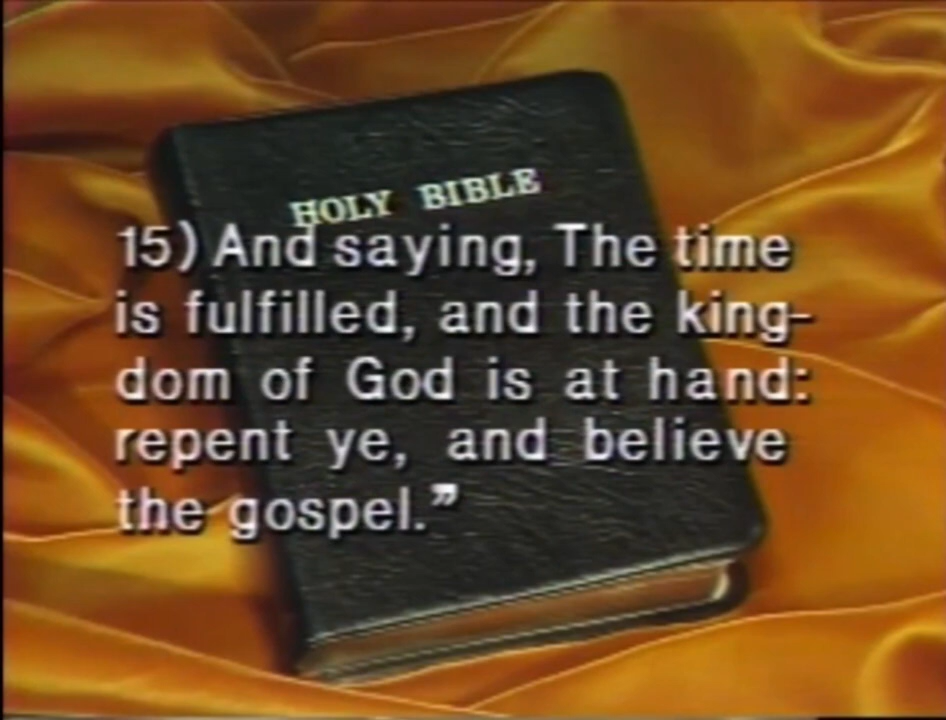 HOLY BIBLE
15) And saying, The time
is fulfilled, and the king-
dom of God is at hand:
repent ye, and believe
the gospel.”